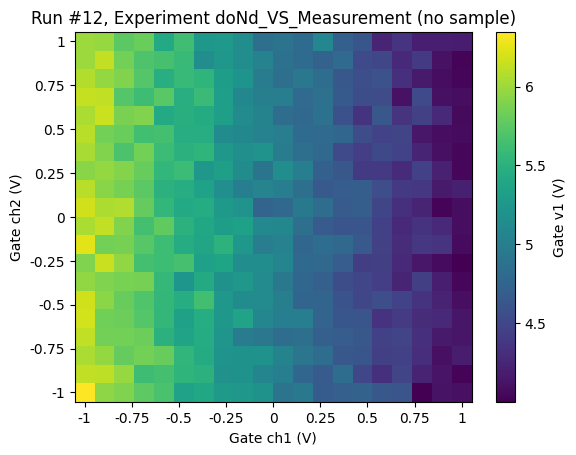 Run #12, Experiment doNd_VS_Measurement (no sample)
1
0.75
0.5
0.25
0
-0.25
-0.5
-0.75
-1
Gate ch2 (V)
-1 -0.75 -0.5 -0.25 0 0.25 0.5 0.75 1
Gate ch1 (V)
6
5.5
5
4.5
Gate v1 (V)